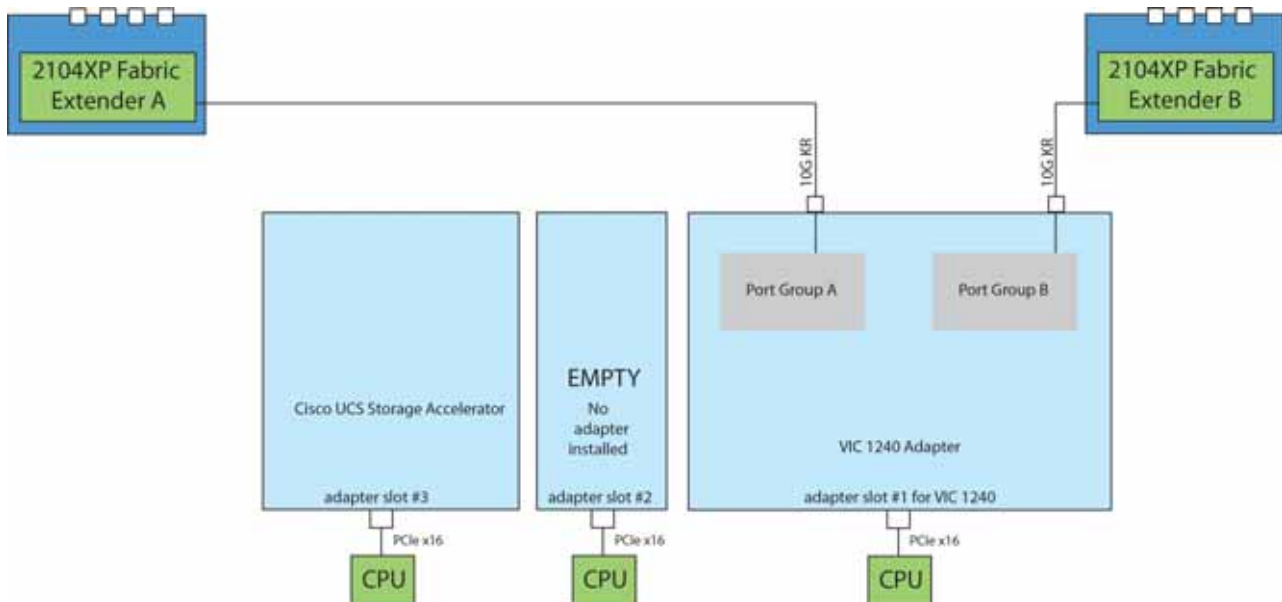 2104XP Fabric
Extender A
2104XP Fabric
Extender B
10G KR
10G KR
Port Group A
Port Group B
EMPTY
No
adapter
installed
Cisco UCS Storage Accelerator
VIC 1240 Adapter
adapter slot #3
adapter slot #2
adapter slot #1 for VIC 1240
PCIe x16
PCIe x16
PCIe x16
CPU
CPU
CPU